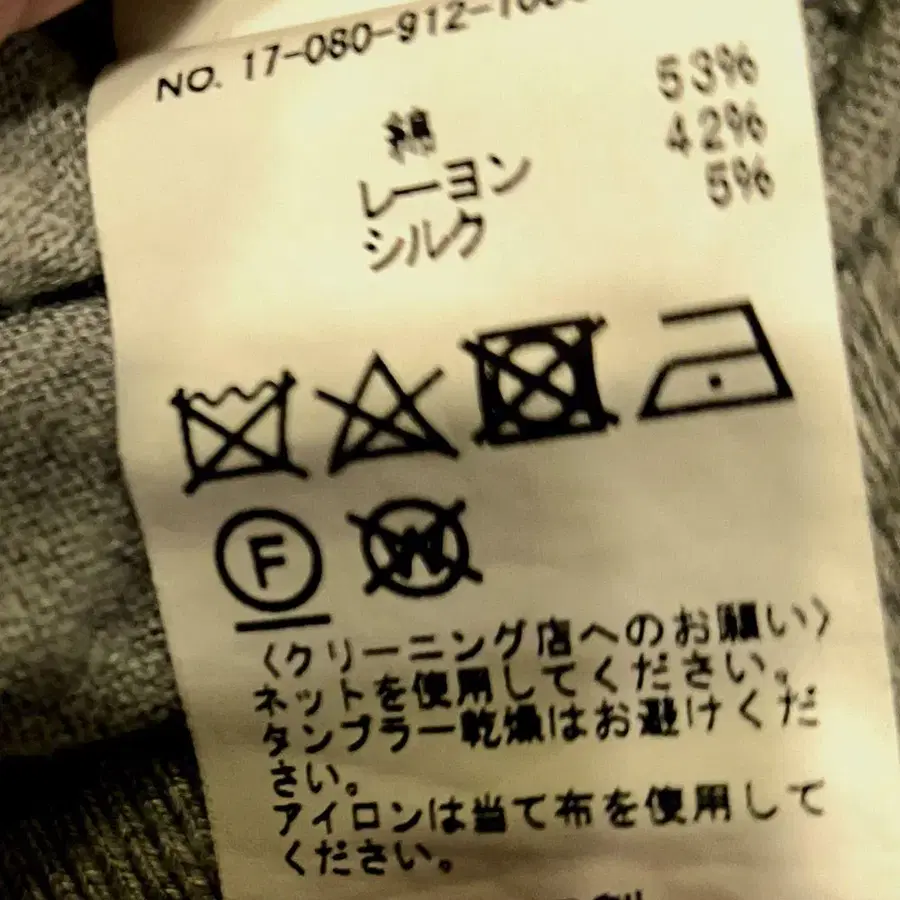 NO. 17-080-912-
綿 53%
レーヨン 42%
シルク 5%
F
W
〈クリーニング店へのお願い〉
ネットを使用してください。
タンブラー乾燥はお避けくだ
さい。
アイロンは当て布を使用して
ください。